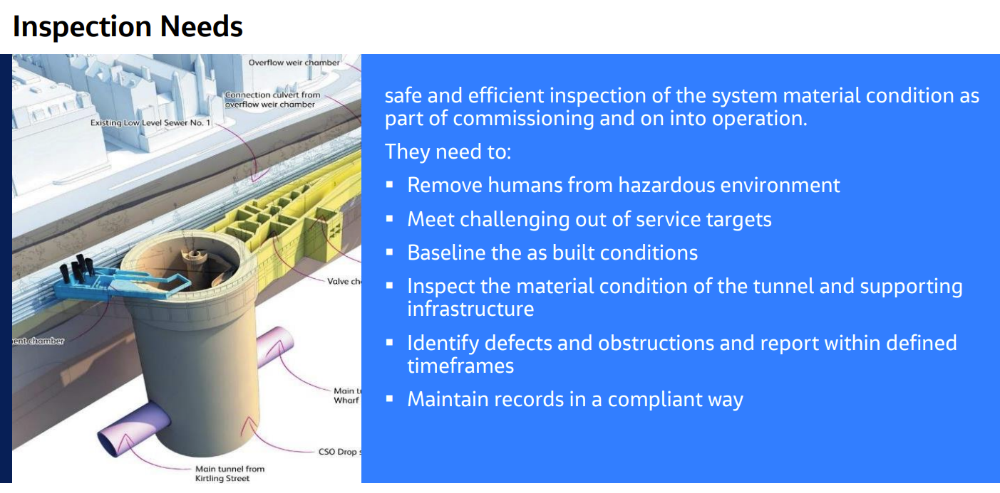 Inspection Needs
Overflow weir chamber
Connection culvert from
overflow weir chamber
Existing Low Level Sewer No. 1
Valve ch
ent chamber
Main t
Wharf
CSO Drop s
Main tunnel from
Kirtling Street
safe and efficient inspection of the system material condition as
part of commissioning and on into operation.
They need to:
▪ Remove humans from hazardous environment
▪ Meet challenging out of service targets
▪ Baseline the as built conditions
▪ Inspect the material condition of the tunnel and supporting
infrastructure
▪ Identify defects and obstructions and report within defined
timeframes
▪ Maintain records in a compliant way